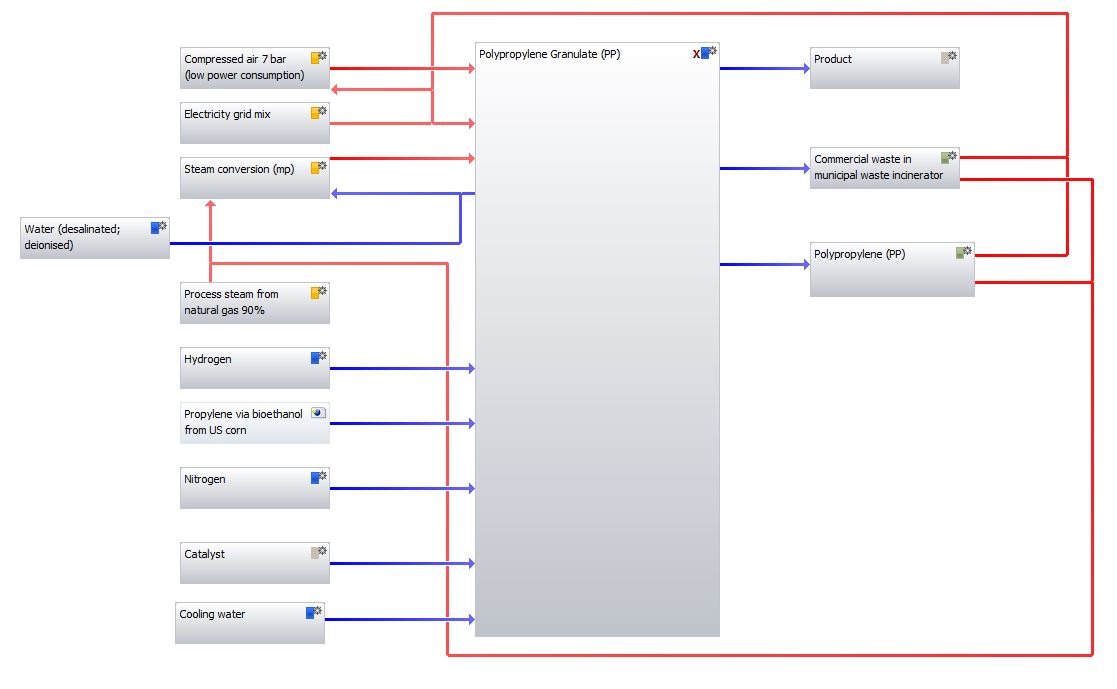 Compressed air 7 bar
(low power consumption)
Electricity grid mix
Steam conversion (mp)
Water (desalinated;
deionised)
Process steam from
natural gas 90%
Hydrogen
Propylene via bioethanol
from US corn
Nitrogen
Catalyst
Cooling water
Polypropylene Granulate (PP)
X
Product
Commercial waste in
municipal waste incinerator
Polypropylene (PP)